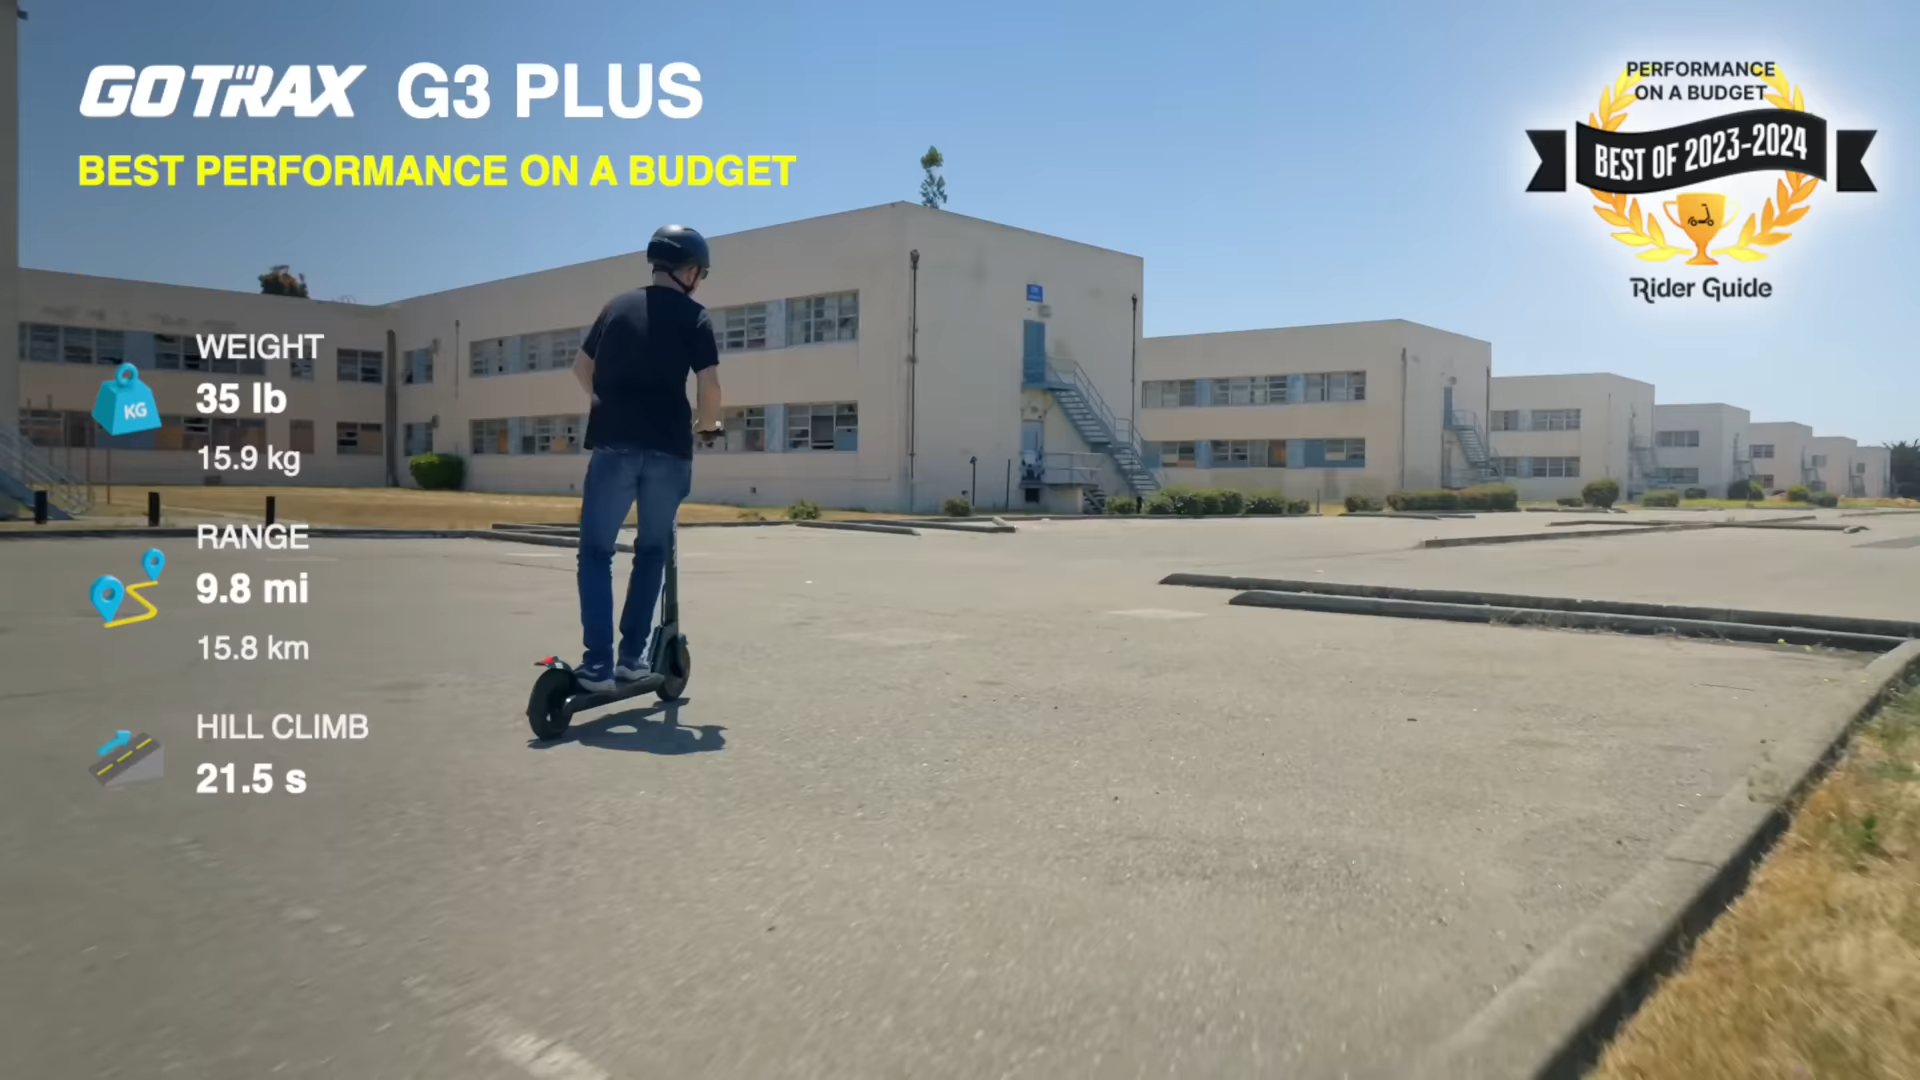 GOTRAX G3 PLUS
BEST PERFORMANCE ON A BUDGET
PERFORMANCE
ON A BUDGET
BEST OF 2023-2024
Rider Guide
WEIGHT
35 lb
KG
15.9 kg
RANGE
9.8 mi
15.8 km
HILL CLIMB
21.5 s